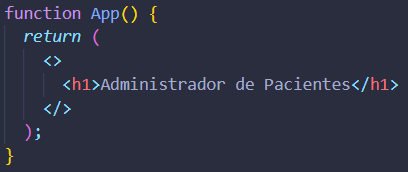 function App() {
  return (
    <>
      <h1>Administrador de Pacientes</h1>
    </>
  );
}